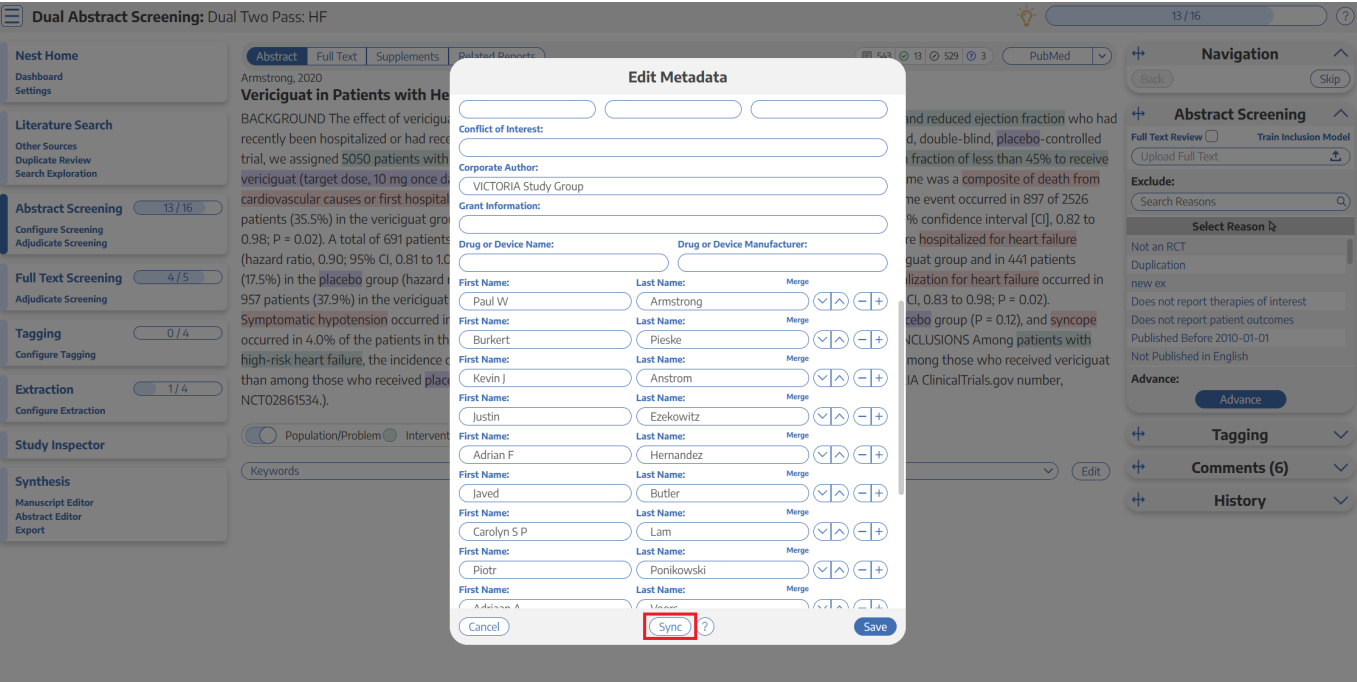 Dual Abstract Screening: Dual Two Pass: HF
13 / 16
?
Nest Home
Dashboard
Settings
Literature Search
Other Sources
Duplicate Review
Search Exploration
Abstract Screening 13 / 16
Configure Screening
Adjudicate Screening
Full Text Screening 4 / 5
Adjudicate Screening
Tagging 0 / 4
Configure Tagging
Extraction 1 / 4
Configure Extraction
Study Inspector
Synthesis
Manuscript Editor
Abstract Editor
Export
Abstract Full Text Supplements Related Reports
543 13 529 3 PubMed
Armstrong, 2020
Vericiguat in Patients with He
BACKGROUND The effect of vericigua and reduced ejection fraction who had
recently been hospitalized or had rece d, double-blind, placebo-controlled
trial, we assigned 5050 patients with fraction of less than 45% to receive
vericiguat (target dose, 10 mg once da me was a composite of death from
cardiovascular causes or first hospital me event occurred in 897 of 2526
patients (35.5%) in the vericiguat grou % confidence interval [CI], 0.82 to
0.98; P = 0.02). A total of 691 patients re hospitalized for heart failure
(hazard ratio, 0.90; 95% CI, 0.81 to 1.0 guat group and in 441 patients
(17.5%) in the placebo group (hazard r lization for heart failure occurred in
957 patients (37.9%) in the vericiguat CI, 0.83 to 0.98; P = 0.02).
Symptomatic hypotension occurred in cebo group (P = 0.12), and syncope
occurred in 4.0% of the patients in th NCLUSIONS Among patients with
high-risk heart failure, the incidence o mong those who received vericiguat
than among those who received place IA ClinicalTrials.gov number,
NCT02861534.).
Population/Problem Intervent
Keywords
Edit
Edit Metadata
Conflict of Interest:
Corporate Author:
VICTORIA Study Group
Grant Information:
Drug or Device Name: Drug or Device Manufacturer:
First Name: Last Name: Merge
Paul W Armstrong
First Name: Last Name: Merge
Burkert Pieske
First Name: Last Name: Merge
Kevin J Anstrom
First Name: Last Name: Merge
Justin Ezekowitz
First Name: Last Name: Merge
Adrian F Hernandez
First Name: Last Name: Merge
Javed Butler
First Name: Last Name: Merge
Carolyn S P Lam
First Name: Last Name: Merge
Piotr Ponikowski
First Name: Last Name: Merge
Adriaan A Voors
Cancel Sync ? Save
Navigation
Back Skip
Abstract Screening
Full Text Review Train Inclusion Model
Upload Full Text
Exclude:
Search Reasons
Select Reason
Not an RCT
Duplication
new ex
Does not report therapies of interest
Does not report patient outcomes
Published Before 2010-01-01
Not Published in English
Advance:
Advance
Tagging
Comments (6)
History